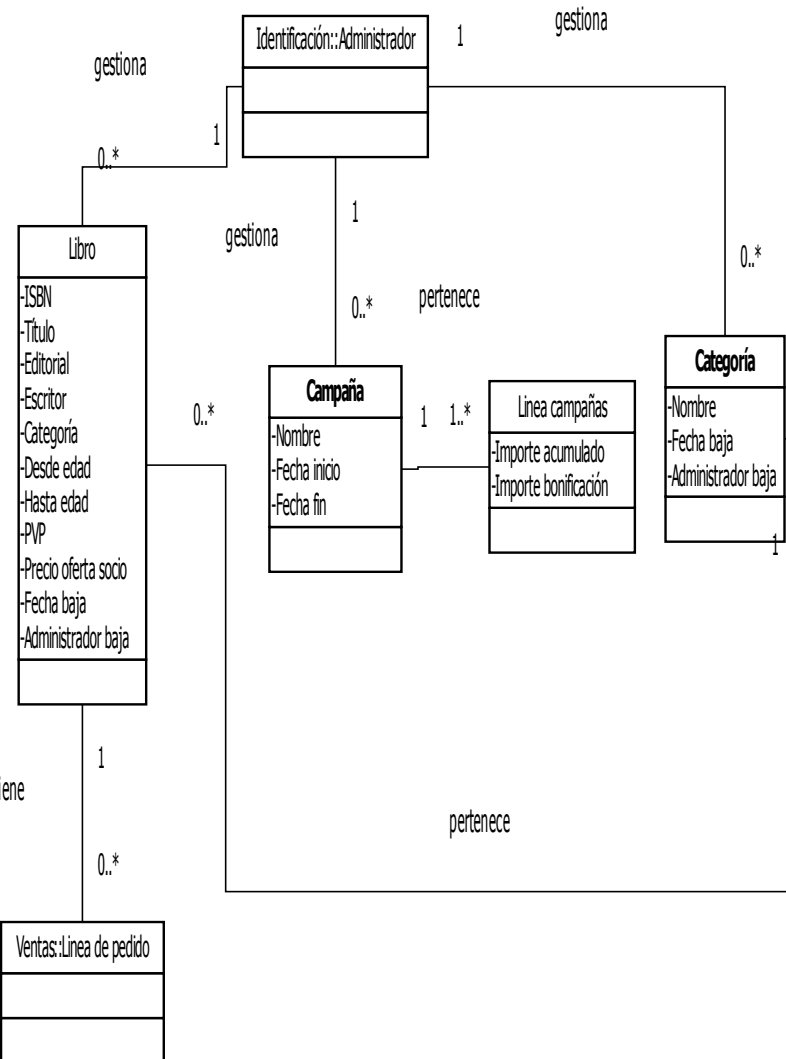 gestiona
Identificación::Administrador
1
gestiona
1
0..*
1
gestiona
0..*
pertenece
0..*
Libro
-ISBN
-Título
-Editorial
-Escritor
-Categoría
-Desde edad
-Hasta edad
-PVP
-Precio oferta socio
-Fecha baja
-Administrador baja
0..*
Campaña
-Nombre
-Fecha inicio
-Fecha fin
1
1..*
Linea campañas
-Importe acumulado
-Importe bonificación
Categoría
-Nombre
-Fecha baja
-Administrador baja
1
1
iene
0..*
pertenece
Ventas::Linea de pedido